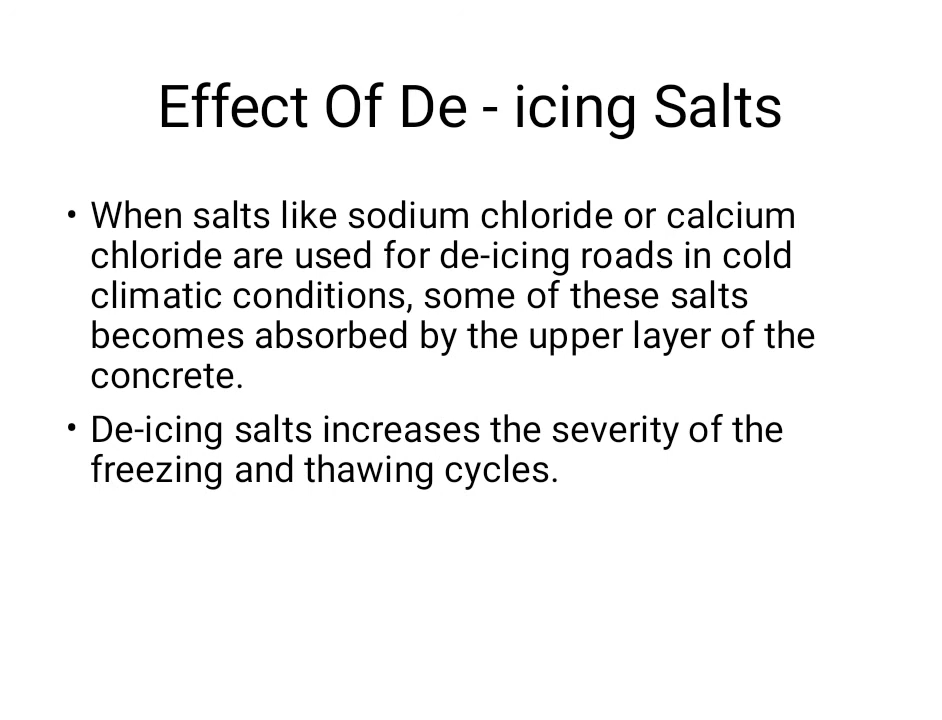 Effect Of De - icing Salts
• When salts like sodium chloride or calcium
chloride are used for de-icing roads in cold
climatic conditions, some of these salts
becomes absorbed by the upper layer of the
concrete.
• De-icing salts increases the severity of the
freezing and thawing cycles.